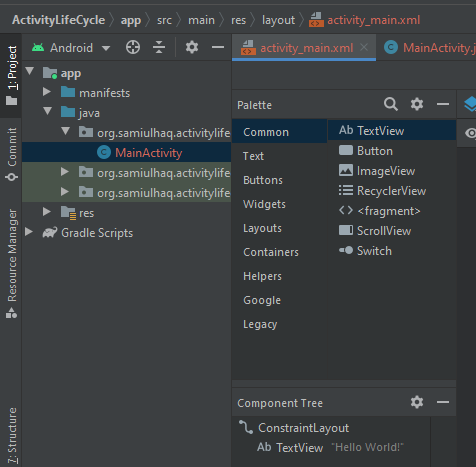 ActivityLifeCycle app src main res layout activity_main.xml
1: Project
Commit
Resource Manager
7: Structure
Android
app
manifests
java
org.samiulhaq.activitylife
MainActivity
org.samiulhaq.activitylife
org.samiulhaq.activitylife
res
Gradle Scripts
activity_main.xml MainActivity.j
Palette
Common
Text
Buttons
Widgets
Layouts
Containers
Helpers
Google
Legacy
Ab TextView
Button
ImageView
RecyclerView
<> <fragment>
ScrollView
Switch
Component Tree
ConstraintLayout
Ab TextView "Hello World!"